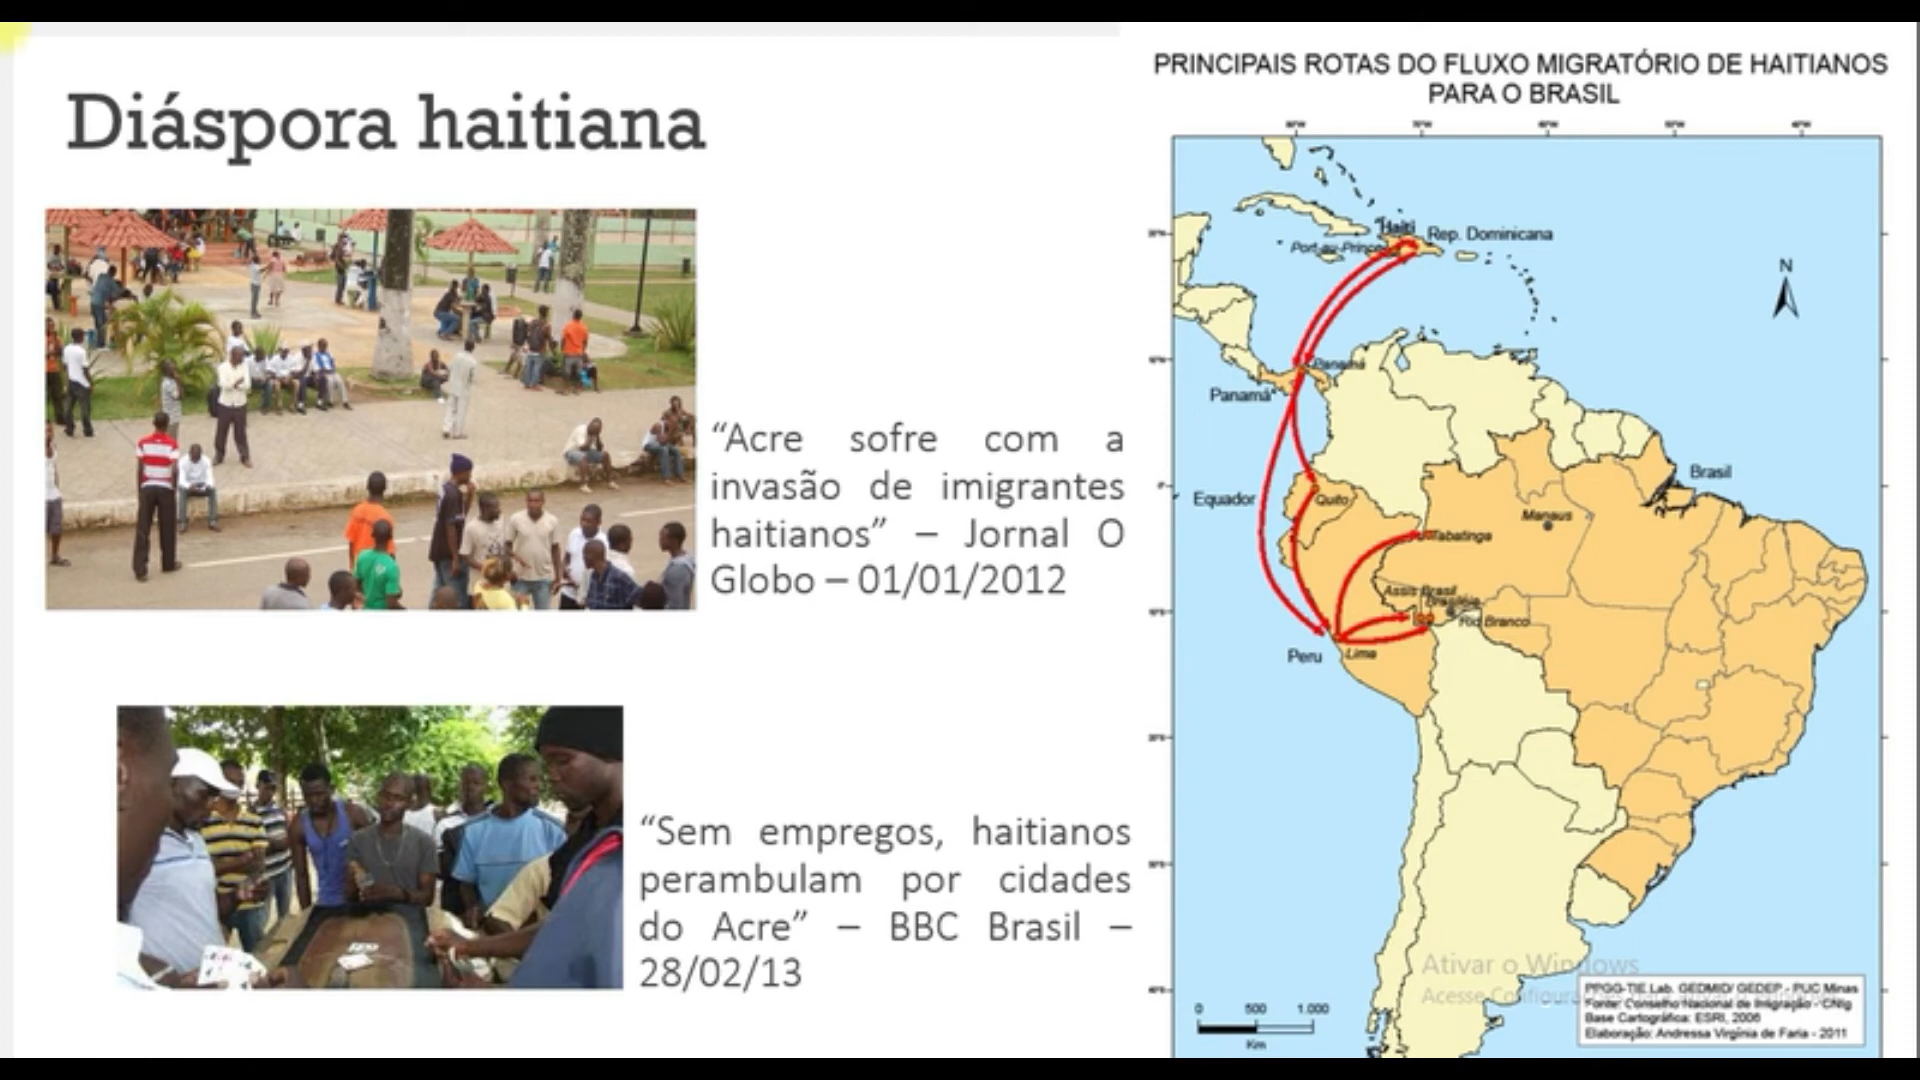 Diáspora haitiana
“Acre sofre com a
invasão de imigrantes
haitianos” – Jornal O
Globo – 01/01/2012
“Sem empregos, haitianos
perambulam por cidades
do Acre” – BBC Brasil –
28/02/13
PRINCIPAIS ROTAS DO FLUXO MIGRATÓRIO DE HAITIANOS
PARA O BRASIL
Haiti
Rep. Dominicana
Port-au-Prince
N
Panamá
Panamá
Brasil
Equador
Quito
Manaus
Tabatinga
Assis Brasil
Brasiléia
Rio Branco
Peru
Lima
Ativar o Windows
Acesse
0 500 1.000
Km
PPGG-TIE Lab. GEDMID/ GEDEP - PUC Minas
Fonte: Conselho Nacional de Imigração - CNIg
Base Cartográfica: ESRI, 2006
Elaboração: Andressa Virgínia de Faria - 2011